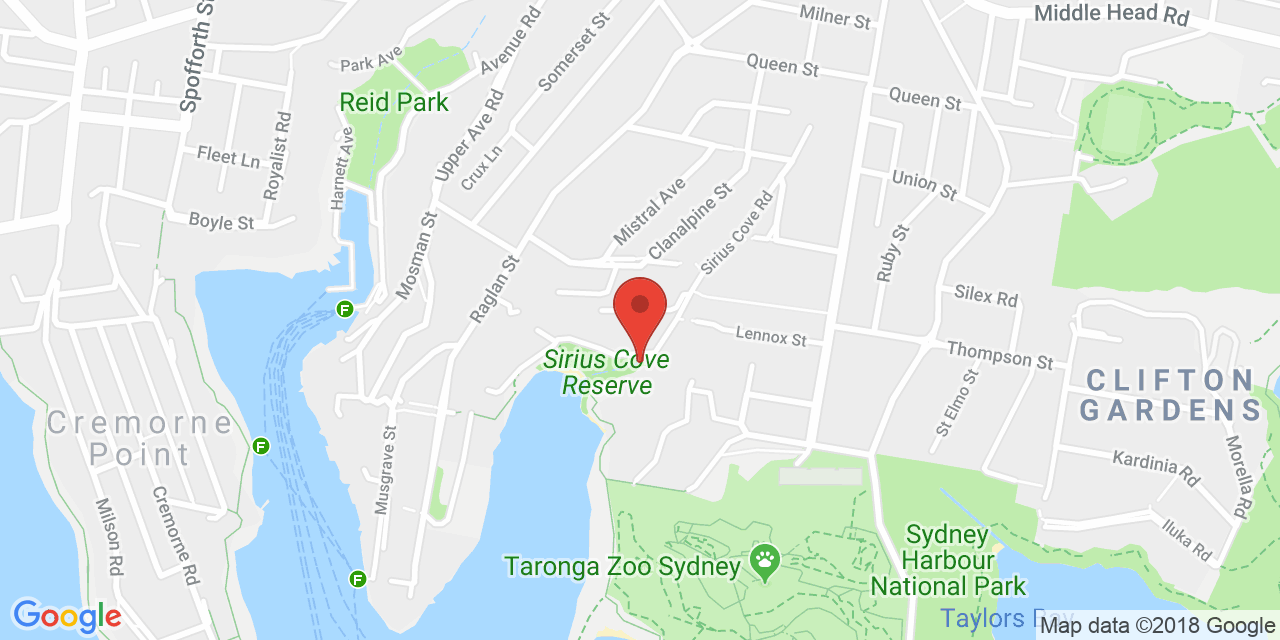 Milner St
Middle Head Rd
Spofforth St
Park Ave
Avenue Rd
Somerset St
Queen St
Queen St
Reid Park
Upper Ave Rd
Royalist Rd
Fleet Ln
Harnett Ave
Crux Ln
Union St
Boyle St
Mistral Ave
Clanalpine St
Sirius Cove Rd
Ruby St
Mosman St
Raglan St
Silex Rd
F
Lennox St
Thompson St
Sirius Cove
Reserve
CLIFTON
GARDENS
St Elmo St
Cremorne
Point
F
Musgrave St
Kardinia Rd
Morella Rd
Milson Rd
Cremorne Rd
Iluka Rd
Sydney
Harbour
National Park
Taronga Zoo Sydney
F
Taylors Bay
Google
Map data ©2018 Google